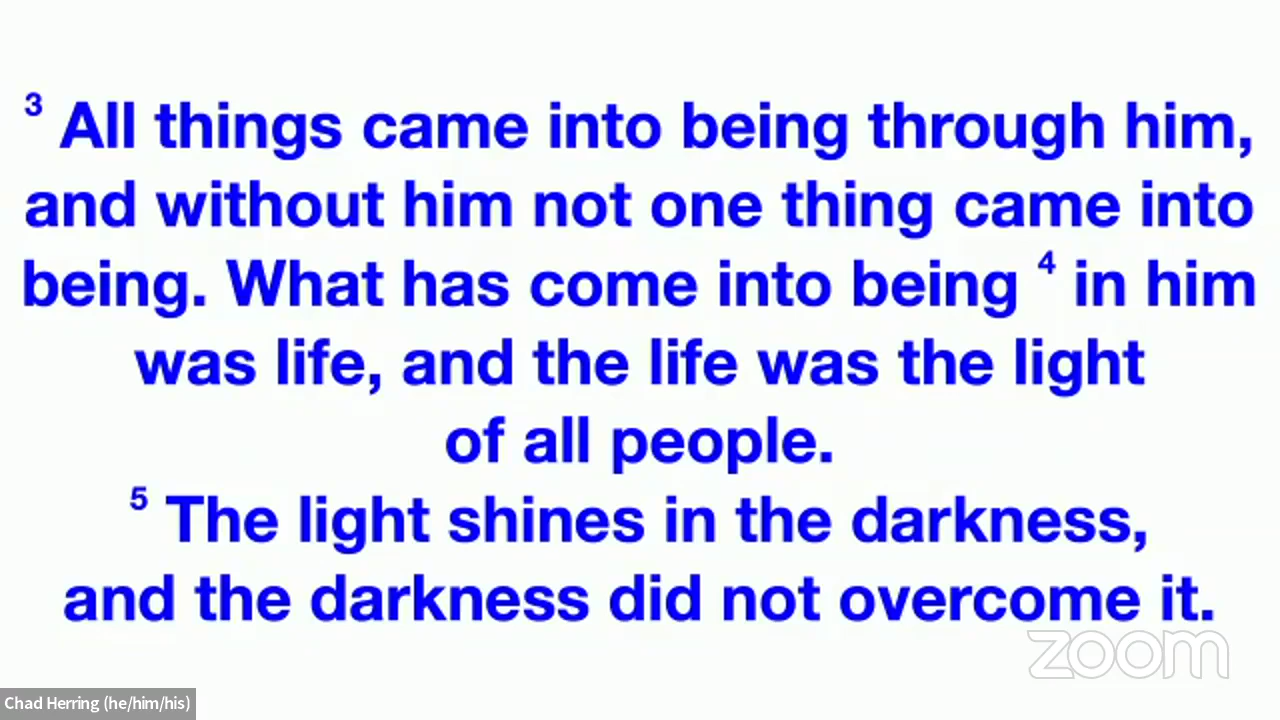 3 All things came into being through him,
and without him not one thing came into
being. What has come into being 4 in him
was life, and the life was the light
of all people.
5 The light shines in the darkness,
and the darkness did not overcome it.
zoom
Chad Herring (he/him/his)